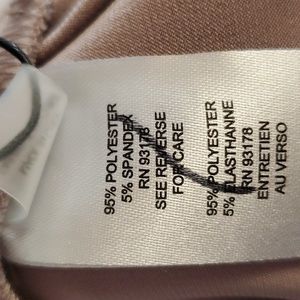 95% POLYESTER
5% SPANDEX
RN 93178
SEE REVERSE
FOR CARE
95% POLYESTER
5% ELASTHANNE
RN 93178
ENTRETIEN
AU VERSO